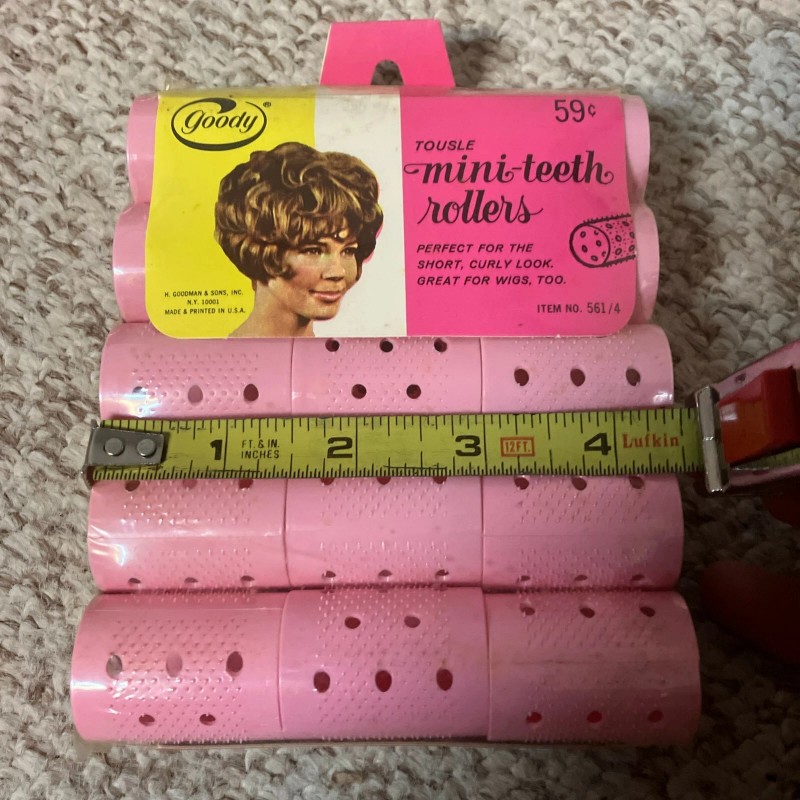 goody®
59¢
TOUSLE
mini-teeth
rollers
PERFECT FOR THE
SHORT, CURLY LOOK.
GREAT FOR WIGS, TOO.
H. GOODMAN & SONS, INC.
N.Y. 10001
MADE & PRINTED IN U.S.A.
ITEM NO. 561/4
1 FT. & IN. 2 3 12FT. 4 Lufkin
INCHES